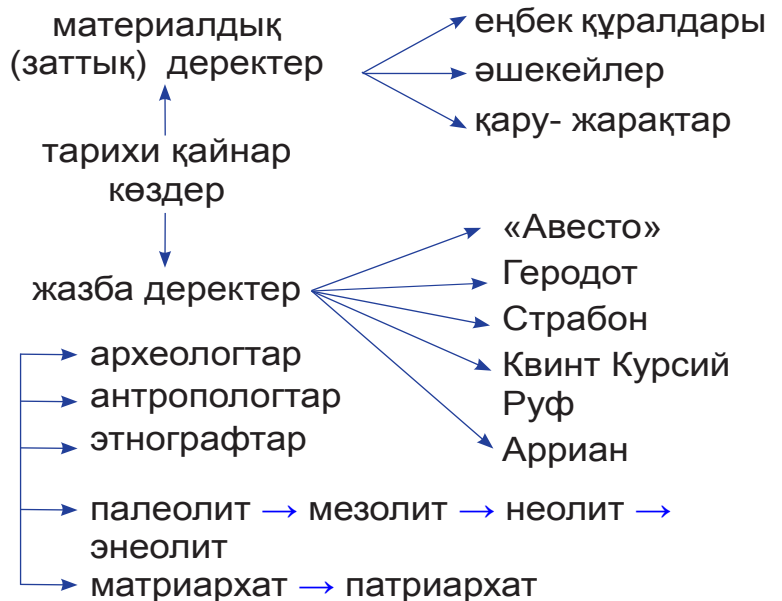 материалдық
(заттық) деректер
еңбек құралдары
әшекейлер
қару- жарақтар
тарихи қайнар
көздер
жазба деректер
«Авесто»
Геродот
Страбон
Квинт Курсий
Руф
Арриан
археологтар
антропологтар
этнографтар
палеолит → мезолит → неолит →
энеолит
матриархат → патриархат